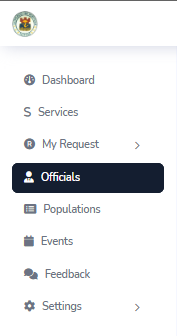 Dashboard
S Services
R My Request
Officials
Populations
Events
Feedback
Settings